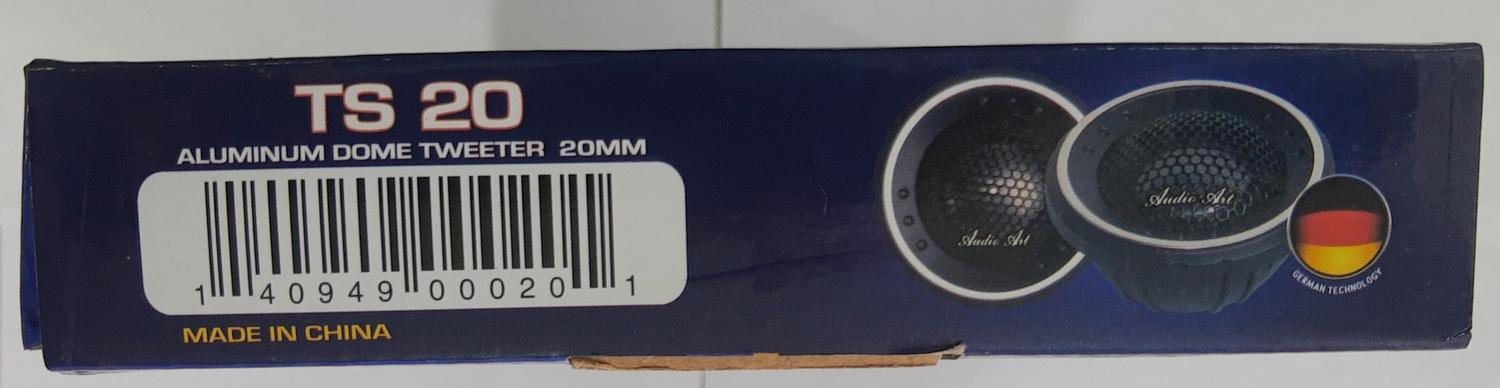 TS 20
ALUMINUM DOME TWEETER 20MM
1 40949 00020 1
MADE IN CHINA
Audio Art
Audio Art
GERMAN TECHNOLOGY